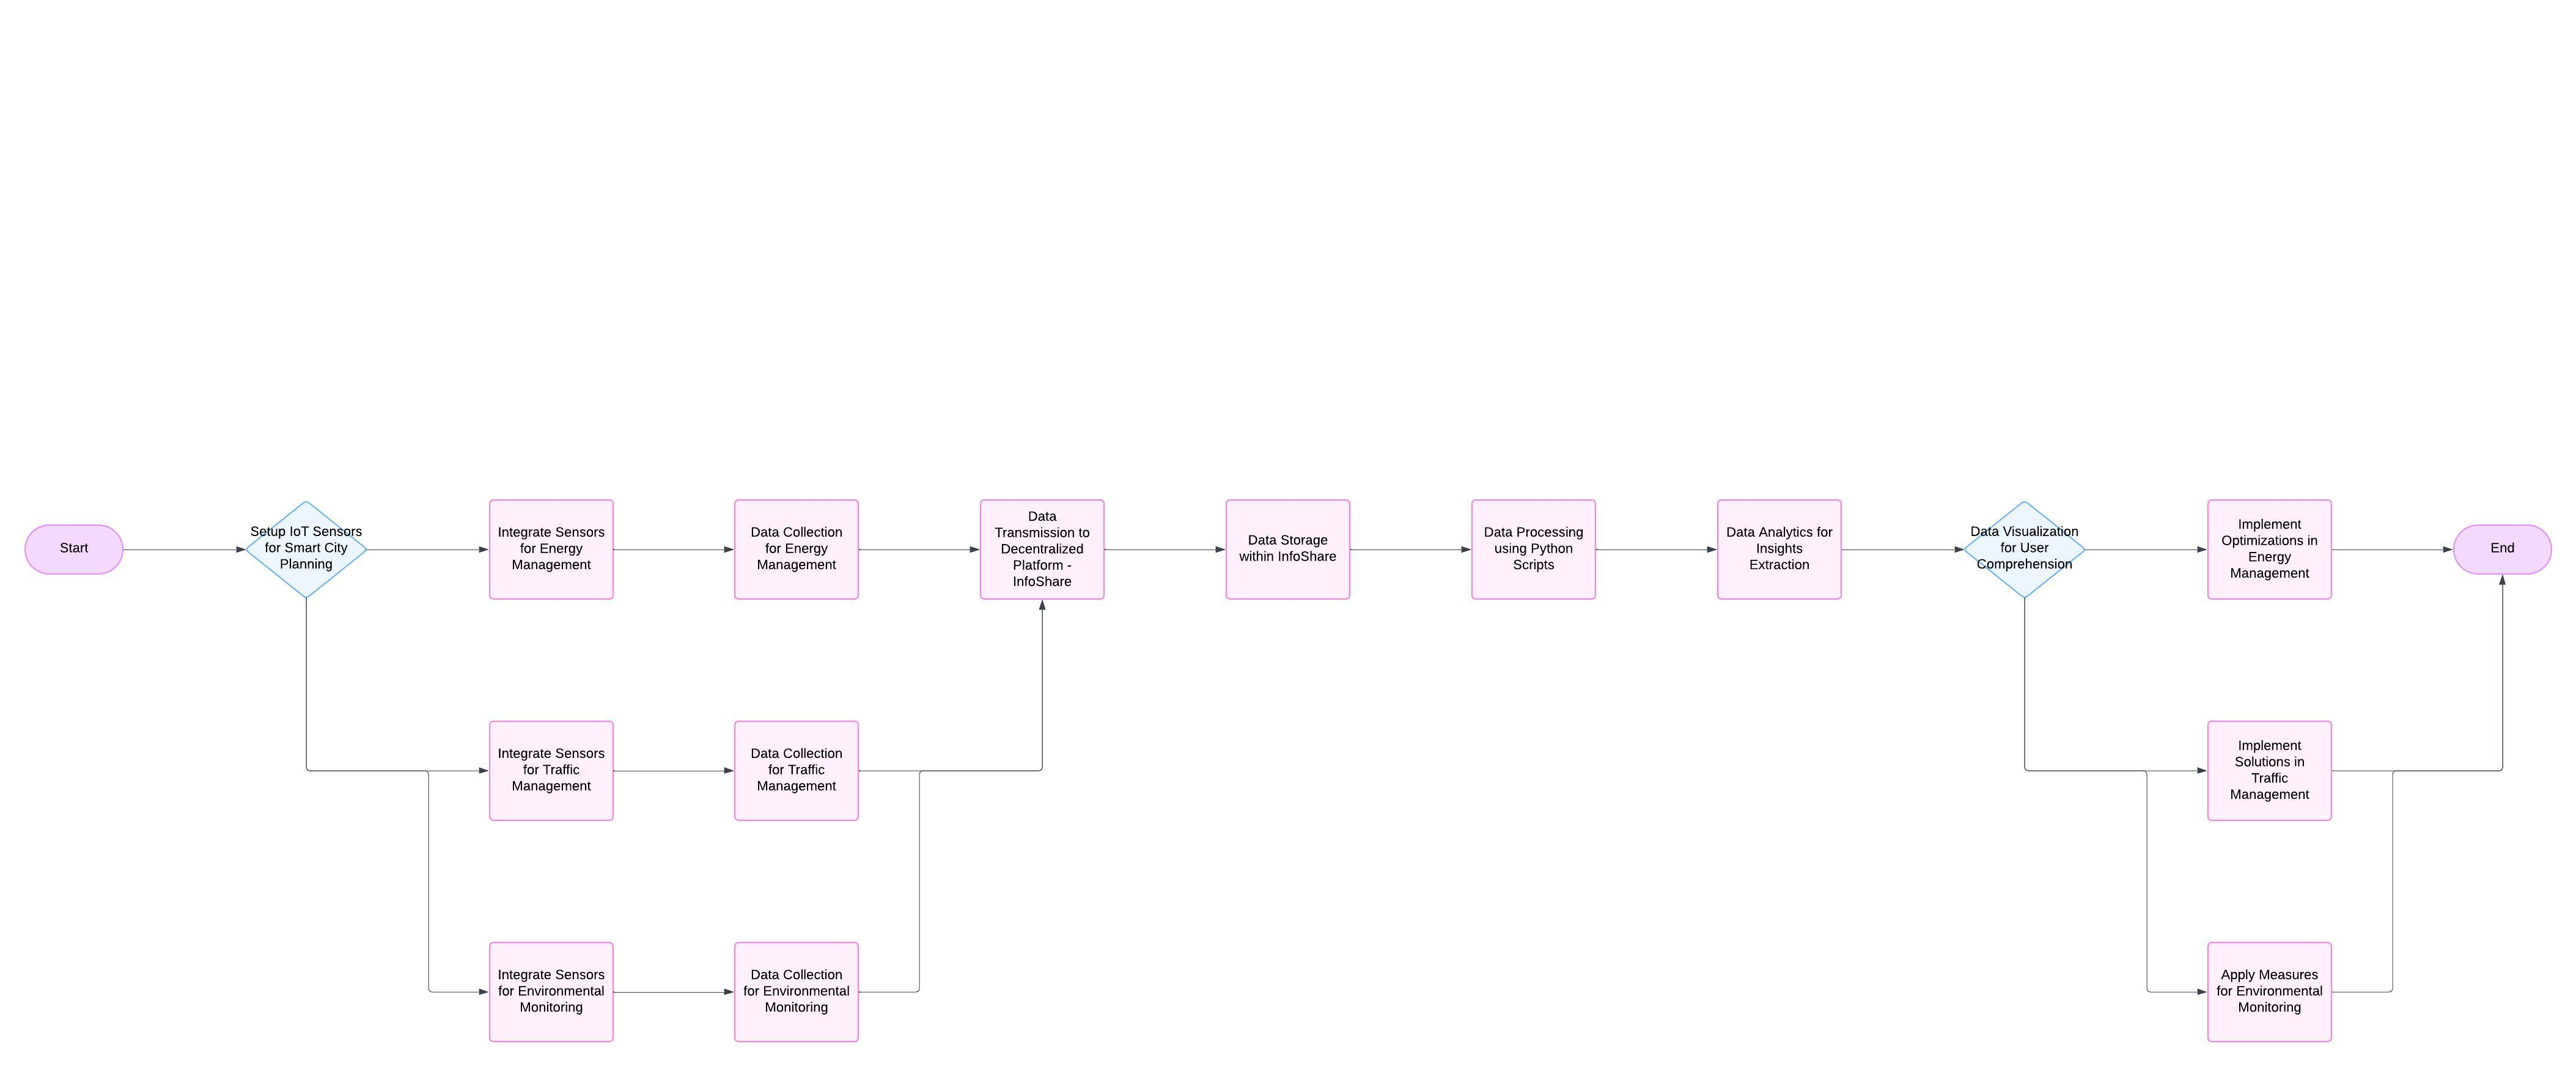 Start
Setup IoT Sensors
for Smart City
Planning
Integrate Sensors
for Energy
Management
Data Collection
for Energy
Management
Data
Transmission to
Decentralized
Platform -
InfoShare
Data Storage
within InfoShare
Data Processing
using Python
Scripts
Data Analytics for
Insights
Extraction
Data Visualization
for User
Comprehension
Implement
Optimizations in
Energy
Management
End
Integrate Sensors
for Traffic
Management
Data Collection
for Traffic
Management
Implement
Solutions in
Traffic
Management
Integrate Sensors
for Environmental
Monitoring
Data Collection
for Environmental
Monitoring
Apply Measures
for Environmental
Monitoring